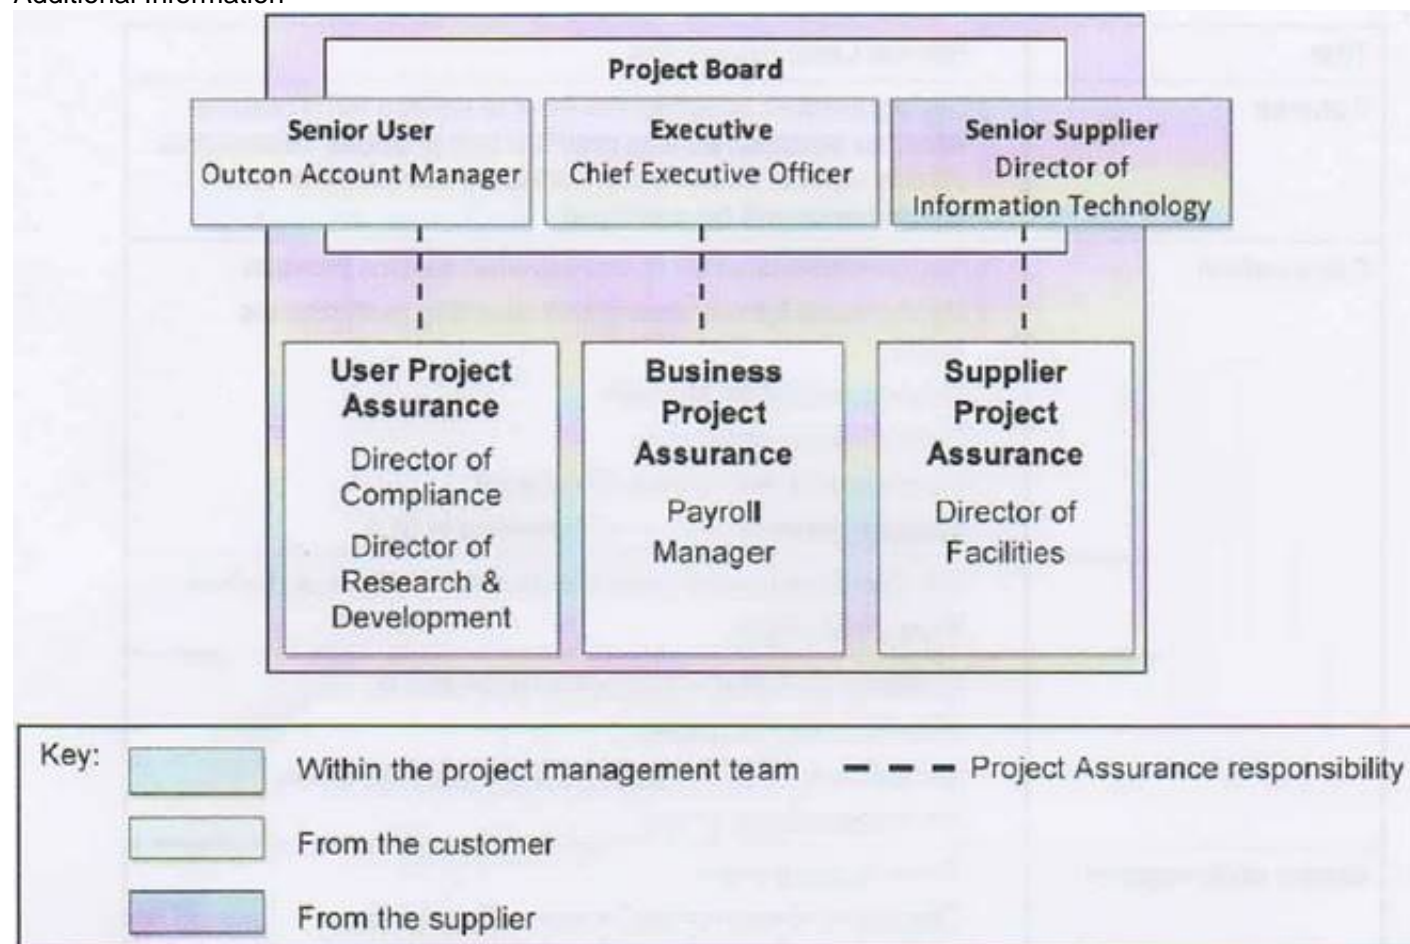 Additional Information
Project Board
Senior User
Outcon Account Manager
Executive
Chief Executive Officer
Senior Supplier
Director of
Information Technology
User Project
Assurance
Director of
Compliance
Director of
Research &
Development
Business
Project
Assurance
Payroll
Manager
Supplier
Project
Assurance
Director of
Facilities
Key:
Within the project management team
Project Assurance responsibility
From the customer
From the supplier